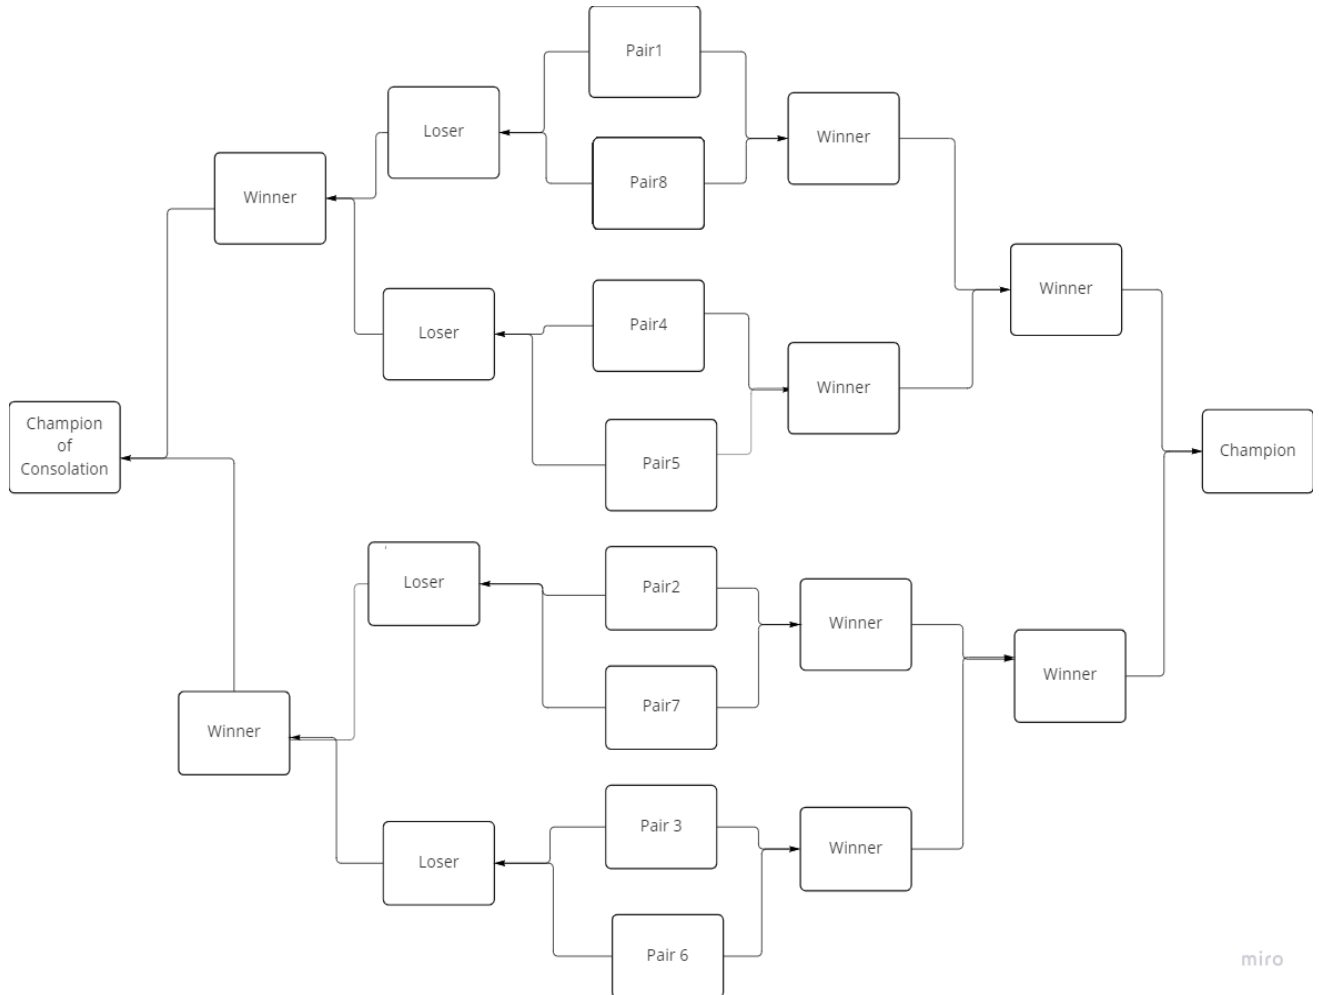 Pair1
Loser
Winner
Pair8
Winner
Winner
Loser
Pair4
Winner
Champion
of
Consolation
Pair5
Champion
Loser
Pair2
Winner
Pair7
Winner
Winner
Pair 3
Loser
Winner
Pair 6
miro